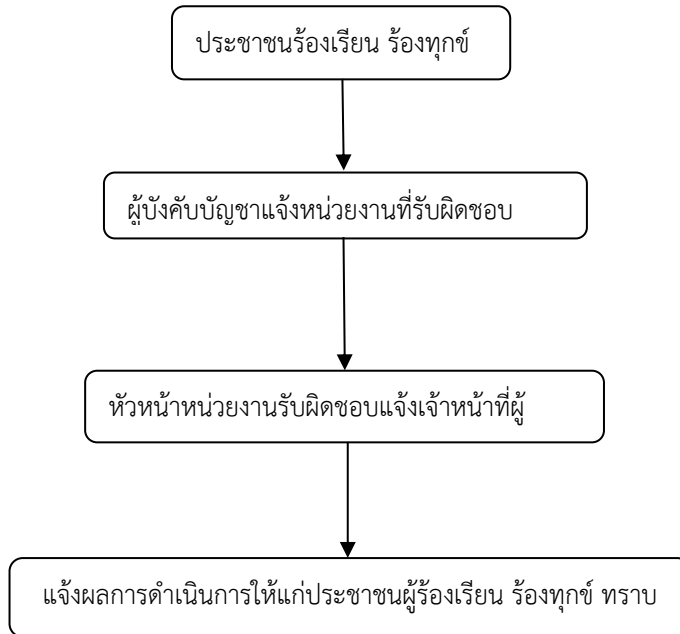 ประชาชนร้องเรียน ร้องทุกข์
ผู้บังคับบัญชาแจ้งหน่วยงานที่รับผิดชอบ
หัวหน้าหน่วยงานรับผิดชอบแจ้งเจ้าหน้าที่ผู้
แจ้งผลการดำเนินการให้แก่ประชาชนผู้ร้องเรียน ร้องทุกข์ ทราบ